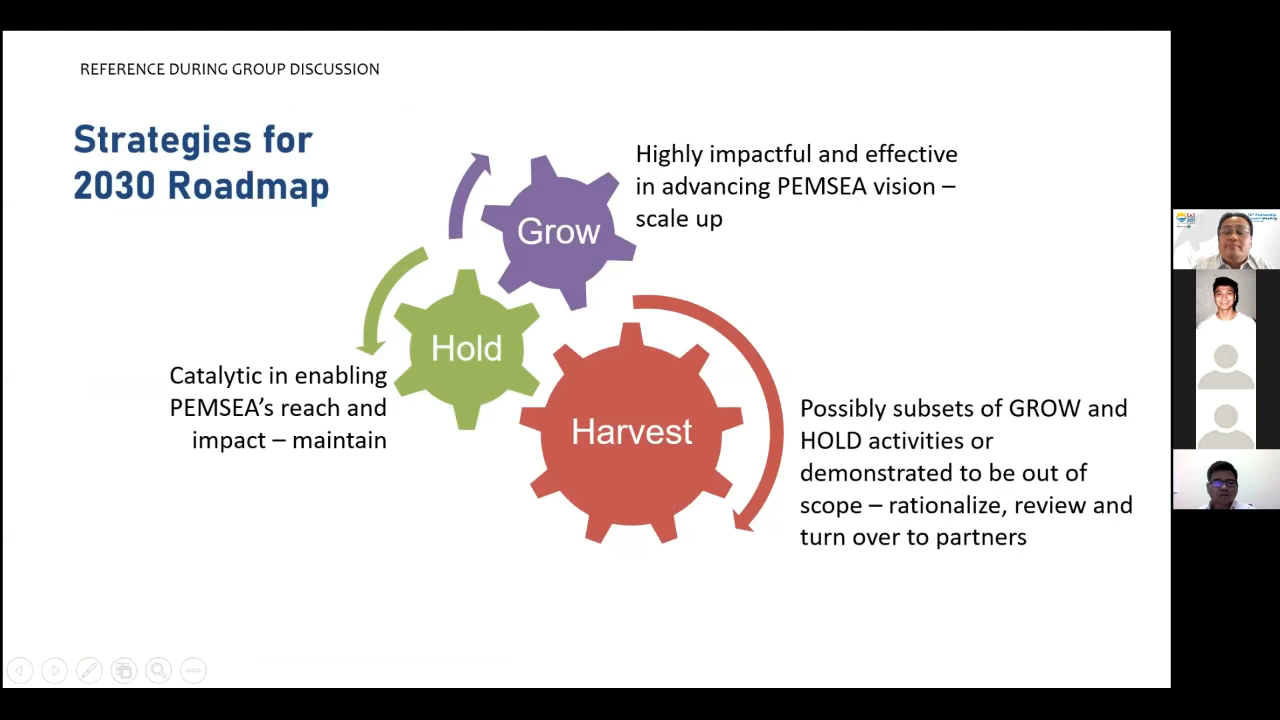 REFERENCE DURING GROUP DISCUSSION
Strategies for
2030 Roadmap
Grow
Highly impactful and effective
in advancing PEMSEA vision –
scale up
Hold
Catalytic in enabling
PEMSEA’s reach and
impact – maintain
Harvest
Possibly subsets of GROW and
HOLD activities or
demonstrated to be out of
scope – rationalize, review and
turn over to partners